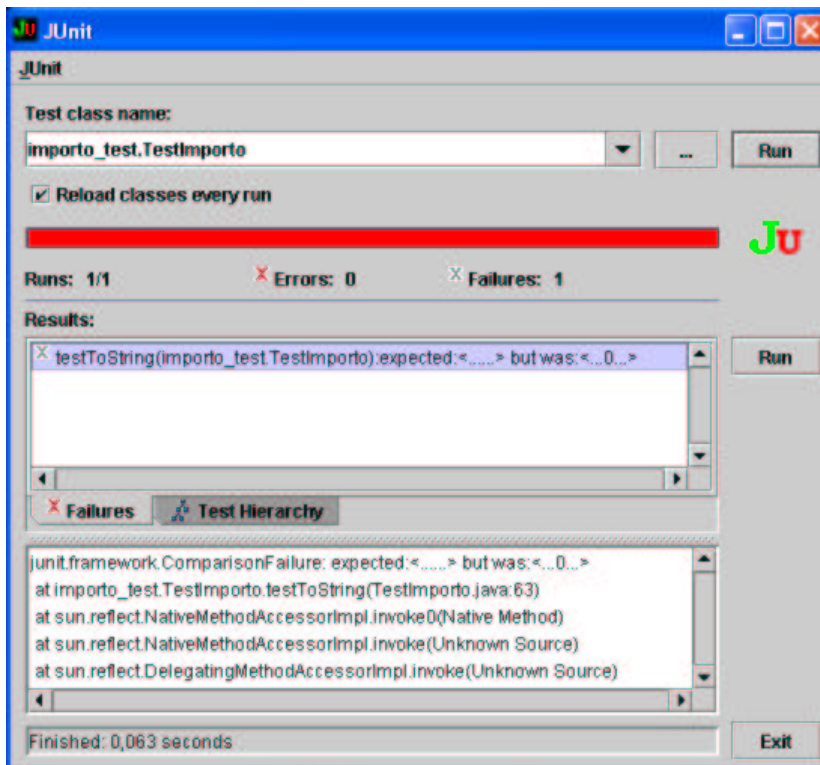 JU JUnit
JUnit
Test class name:
importo_test.TestImporto ... Run
Reload classes every run
JU
Runs: 1/1 Errors: 0 Failures: 1
Results:
testToString(importo_test.TestImporto):expected:<......> but was:<...0...> Run
Failures Test Hierarchy
junit.framework.ComparisonFailure: expected:<......> but was:<...0...>
at importo_test.TestImporto.testToString(TestImporto.java:63)
at sun.reflect.NativeMethodAccessorImpl.invoke0(Native Method)
at sun.reflect.NativeMethodAccessorImpl.invoke(Unknown Source)
at sun.reflect.DelegatingMethodAccessorImpl.invoke(Unknown Source)
Finished: 0,063 seconds Exit